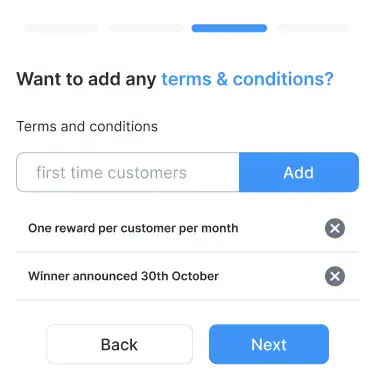 Want to add any terms & conditions?
Terms and conditions
first time customers Add
One reward per customer per month
Winner announced 30th October
Back Next